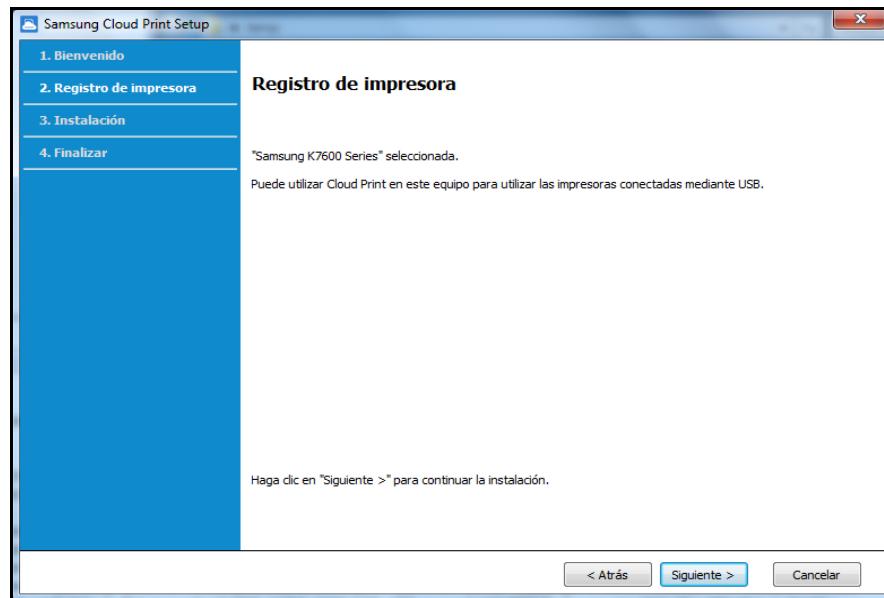 Samsung Cloud Print Setup
1. Bienvenido
2. Registro de impresora
3. Instalación
4. Finalizar
Registro de impresora
"Samsung K7600 Series" seleccionada.
Puede utilizar Cloud Print en este equipo para utilizar las impresoras conectadas mediante USB.
Haga clic en "Siguiente >" para continuar la instalación.
< Atrás
Siguiente >
Cancelar